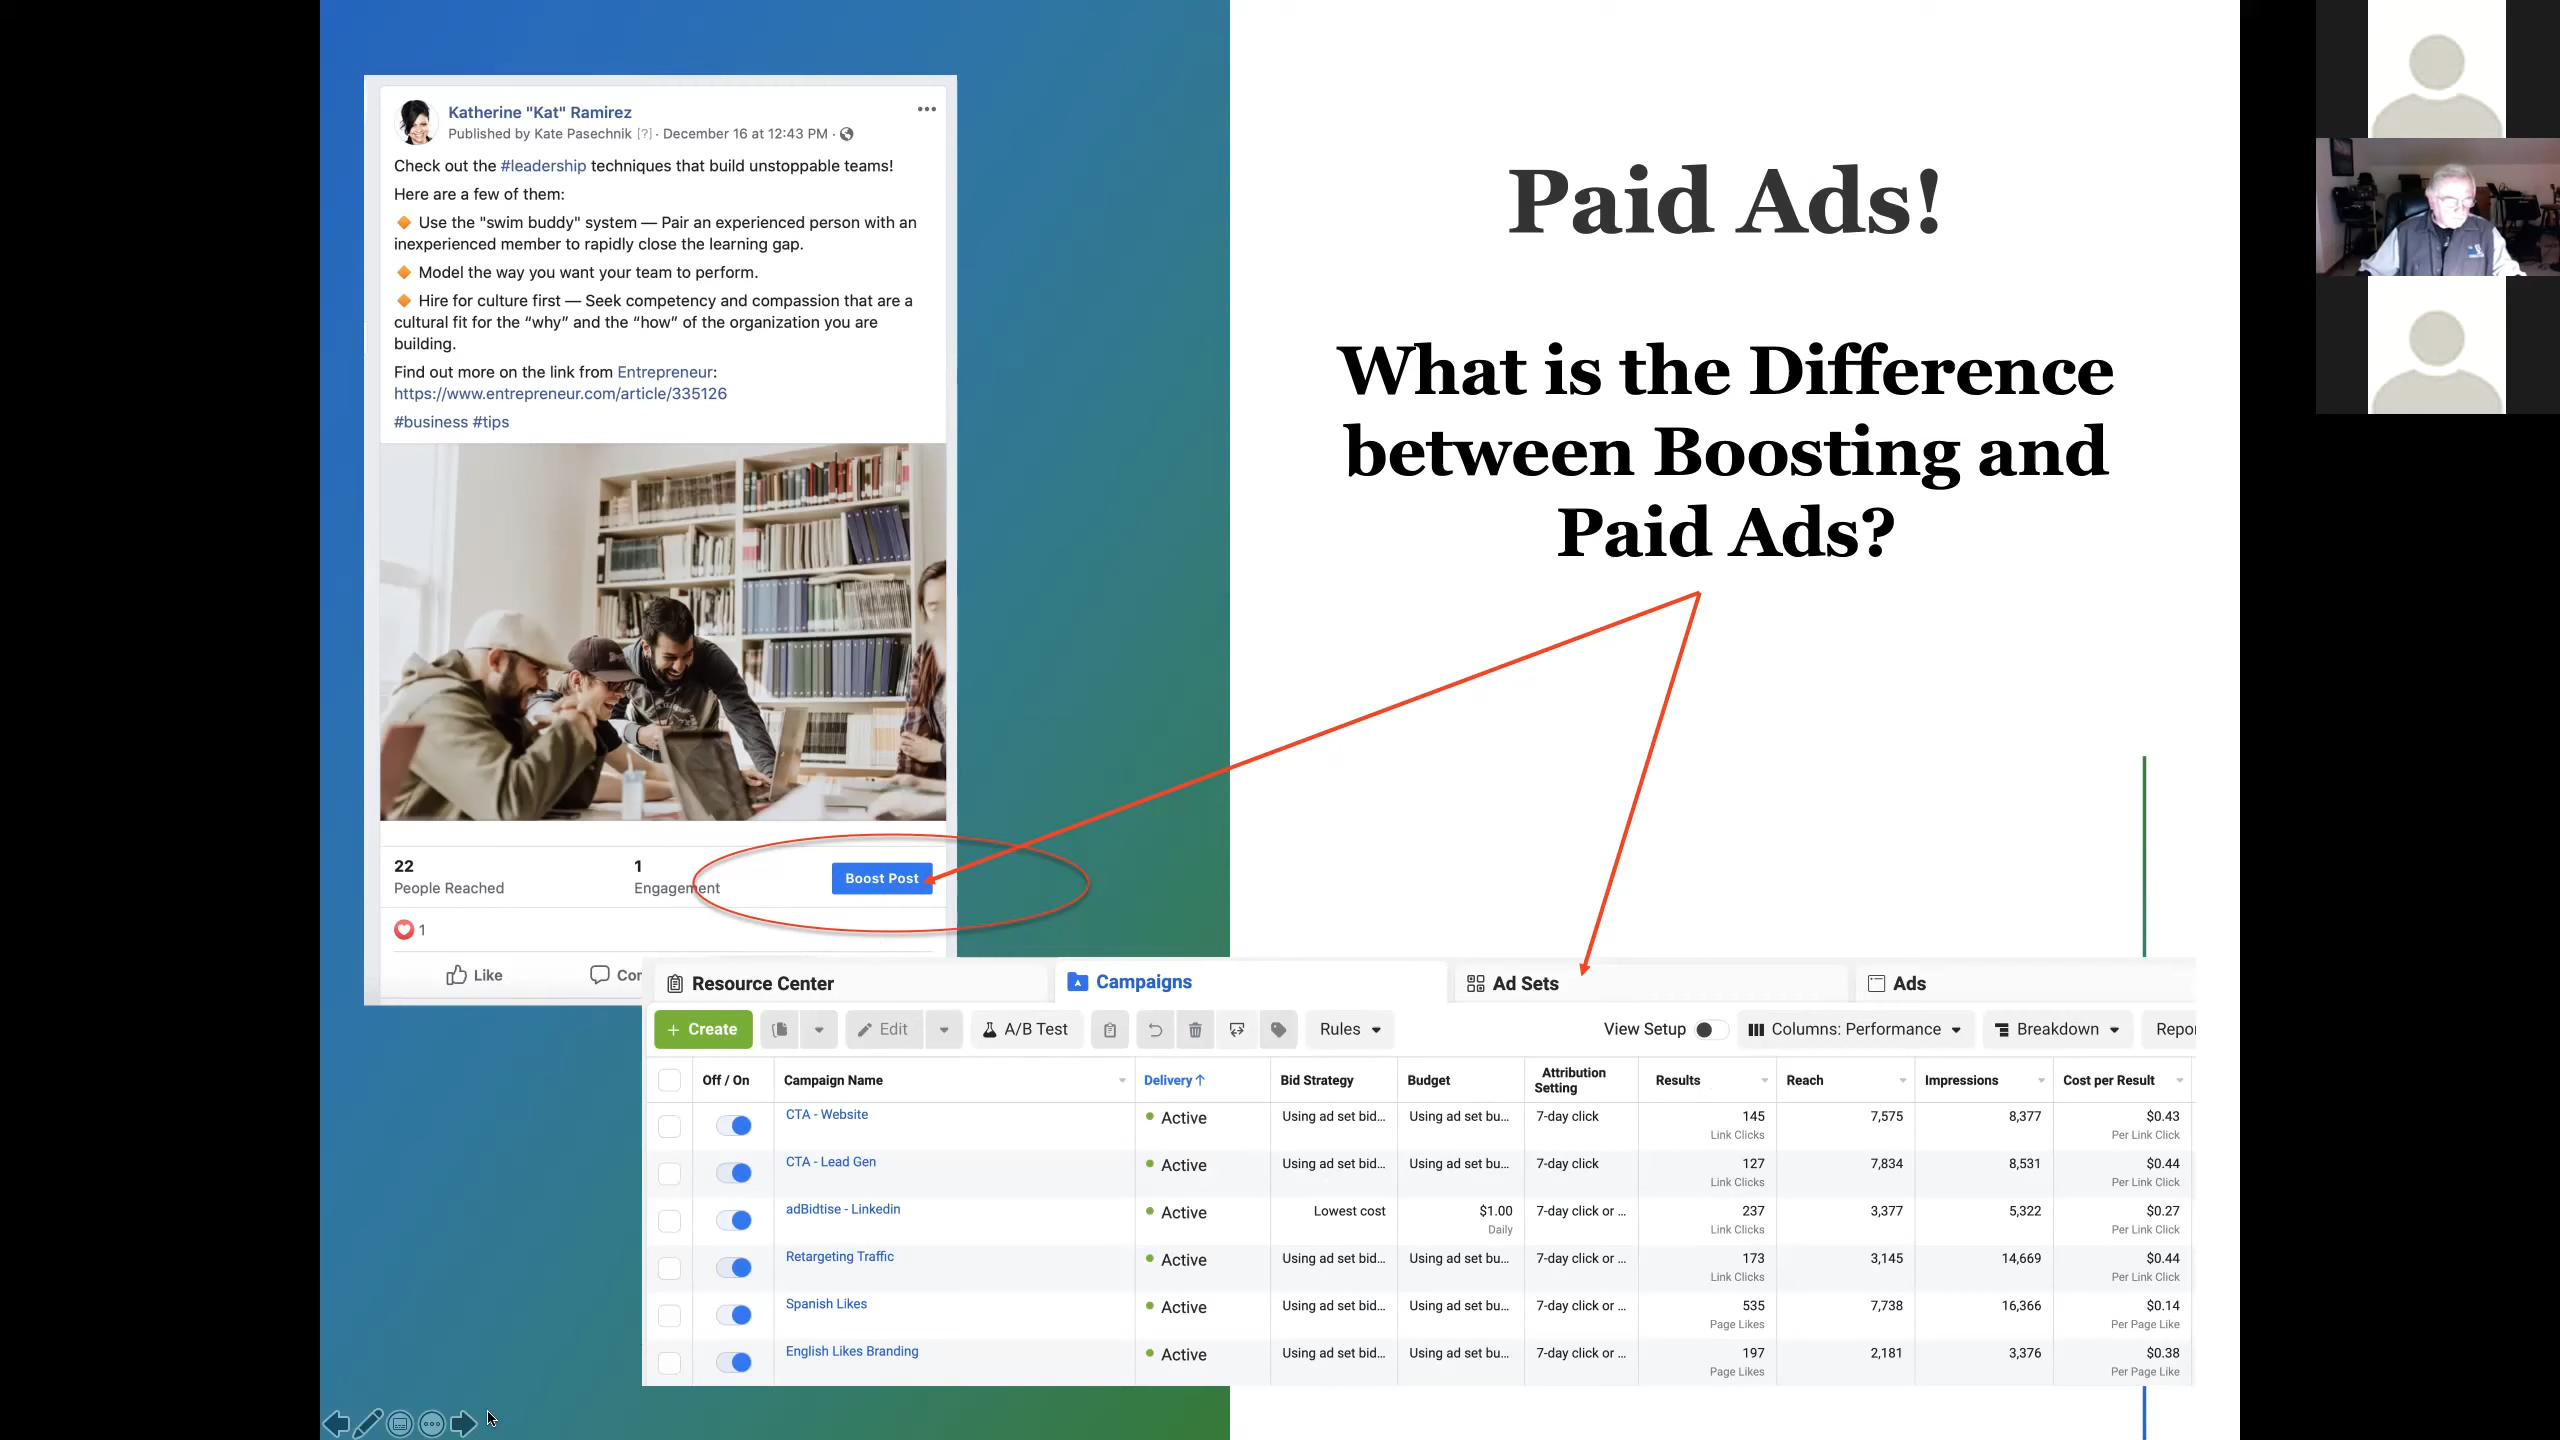 Katherine "Kat" Ramirez
Published by Kate Pasechnik [?] · December 16 at 12:43 PM ·
Check out the #leadership techniques that build unstoppable teams!
Here are a few of them:
Use the "swim buddy" system — Pair an experienced person with an
inexperienced member to rapidly close the learning gap.
Model the way you want your team to perform.
Hire for culture first — Seek competency and compassion that are a
cultural fit for the “why” and the “how” of the organization you are
building.
Find out more on the link from Entrepreneur:
https://www.entrepreneur.com/article/335126
#business #tips
22
People Reached
1
Engagement
Boost Post
1
Like
Co
Paid Ads!
What is the Difference
between Boosting and
Paid Ads?
Resource Center
Campaigns
Ad Sets
Ads
+ Create
Edit
A/B Test
Rules
View Setup
Columns: Performance
Breakdown
Repo
Off / On
Campaign Name
Delivery↑
Bid Strategy
Budget
Attribution
Setting
Results
Reach
Impressions
Cost per Result
CTA - Website Active Using ad set bid... Using ad set bu... 7-day click 145 7,575 8,377 $0.43
Link Clicks Per Link Click
CTA - Lead Gen Active Using ad set bid... Using ad set bu... 7-day click 127 7,834 8,531 $0.44
Link Clicks Per Link Click
adBidtise - Linkedin Active Lowest cost $1.00 7-day click or ... 237 3,377 5,322 $0.27
Daily Link Clicks Per Link Click
Retargeting Traffic Active Using ad set bid... Using ad set bu... 7-day click or ... 173 3,145 14,669 $0.44
Link Clicks Per Link Click
Spanish Likes Active Using ad set bid... Using ad set bu... 7-day click or ... 535 7,738 16,366 $0.14
Page Likes Per Page Like
English Likes Branding Active Using ad set bid... Using ad set bu... 7-day click or ... 197 2,181 3,376 $0.38
Page Likes Per Page Like